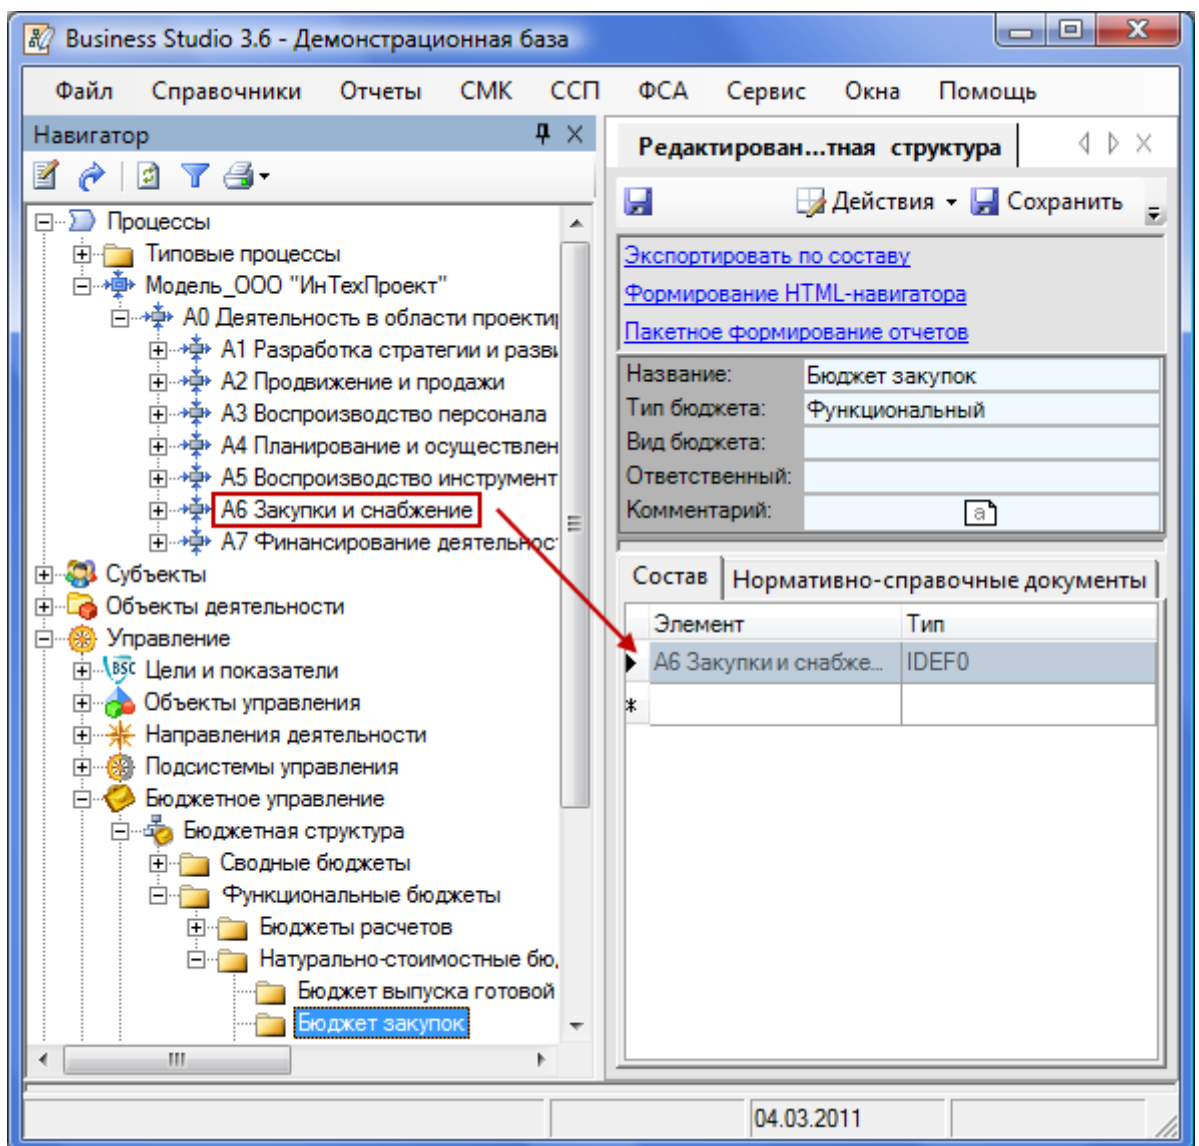 Business Studio 3.6 - Демонстрационная база
Файл Справочники Отчеты СМК ССП ФСА Сервис Окна Помощь
Навигатор
Процессы
Типовые процессы
Модель_ООО "ИнТехПроект"
А0 Деятельность в области проекти
А1 Разработка стратегии и разви
А2 Продвижение и продажи
А3 Воспроизводство персонала
А4 Планирование и осуществлен
А5 Воспроизводство инструмент
А6 Закупки и снабжение
А7 Финансирование деятельнос
Субъекты
Объекты деятельности
Управление
BSC Цели и показатели
Объекты управления
Направления деятельности
Подсистемы управления
Бюджетное управление
Бюджетная структура
Сводные бюджеты
Функциональные бюджеты
Бюджеты расчетов
Натурально-стоимостные бю
Бюджет выпуска готовой
Бюджет закупок
Редактирован...тная структура
Действия Сохранить
Экспортировать по составу
Формирование HTML-навигатора
Пакетное формирование отчетов
Название: Бюджет закупок
Тип бюджета: Функциональный
Вид бюджета:
Ответственный:
Комментарий: a
Состав Нормативно-справочные документы
Элемент Тип
А6 Закупки и снабже... IDEF0
*
04.03.2011